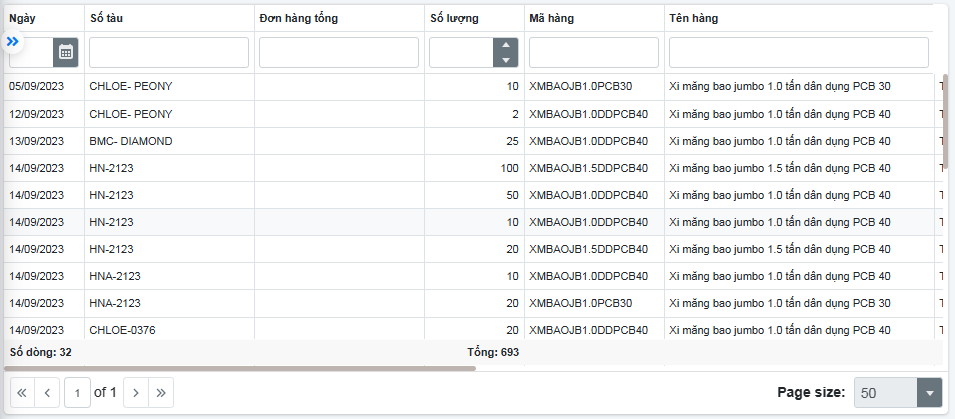 Ngày Số tàu Đơn hàng tổng Số lượng Mã hàng Tên hàng
05/09/2023 CHLOE- PEONY 10 XMBAOJB1.0PCB30 Xi măng bao jumbo 1.0 tấn dân dụng PCB 30
12/09/2023 CHLOE- PEONY 2 XMBAOJB1.0DDPCB40 Xi măng bao jumbo 1.0 tấn dân dụng PCB 40
13/09/2023 BMC- DIAMOND 25 XMBAOJB1.0DDPCB40 Xi măng bao jumbo 1.0 tấn dân dụng PCB 40
14/09/2023 HN-2123 100 XMBAOJB1.5DDPCB40 Xi măng bao jumbo 1.5 tấn dân dụng PCB 40
14/09/2023 HN-2123 50 XMBAOJB1.0DDPCB40 Xi măng bao jumbo 1.0 tấn dân dụng PCB 40
14/09/2023 HN-2123 10 XMBAOJB1.0DDPCB40 Xi măng bao jumbo 1.0 tấn dân dụng PCB 40
14/09/2023 HN-2123 20 XMBAOJB1.5DDPCB40 Xi măng bao jumbo 1.5 tấn dân dụng PCB 40
14/09/2023 HNA-2123 10 XMBAOJB1.0DDPCB40 Xi măng bao jumbo 1.0 tấn dân dụng PCB 40
14/09/2023 HNA-2123 20 XMBAOJB1.0PCB30 Xi măng bao jumbo 1.0 tấn dân dụng PCB 30
14/09/2023 CHLOE-0376 20 XMBAOJB1.0DDPCB40 Xi măng bao jumbo 1.0 tấn dân dụng PCB 40
Số dòng: 32 Tổng: 693
1 of 1 Page size: 50